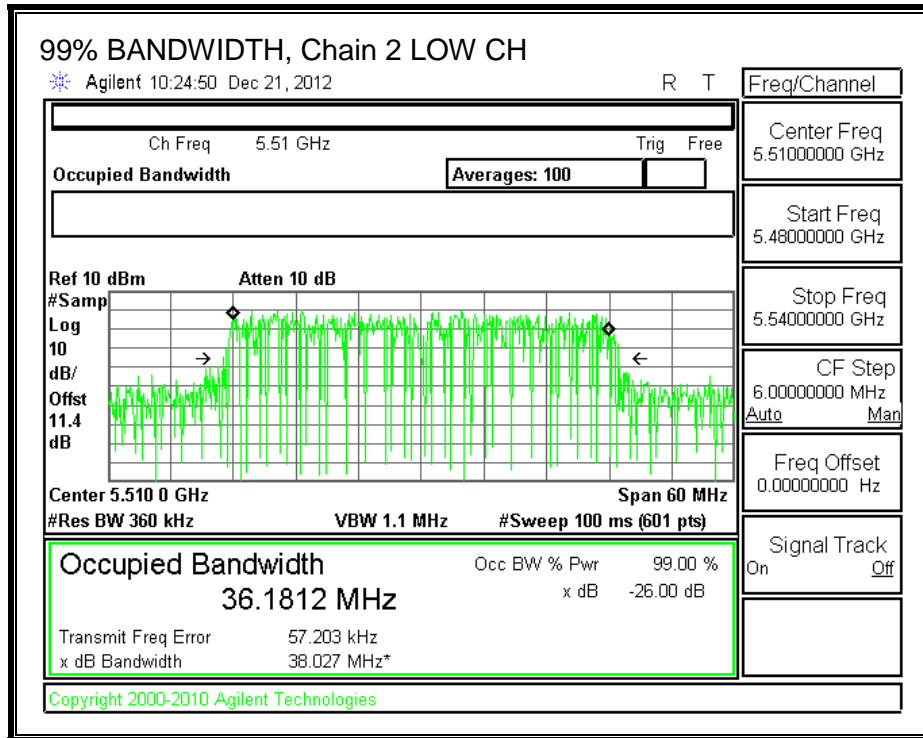 99% BANDWIDTH, Chain 2 LOW CH
Agilent 10:24:50 Dec 21, 2012 R T
Freq/Channel
Ch Freq 5.51 GHz Trig Free
Occupied Bandwidth Averages: 100
Center Freq
5.51000000 GHz
Start Freq
5.48000000 GHz
Stop Freq
5.54000000 GHz
CF Step
6.00000000 MHz
Auto Man
Freq Offset
0.00000000 Hz
Signal Track
On Off
Ref 10 dBm Atten 10 dB
#Samp
Log
10
dB/
Offst
11.4
dB
Center 5.510 0 GHz Span 60 MHz
#Res BW 360 kHz VBW 1.1 MHz #Sweep 100 ms (601 pts)
Occupied Bandwidth Occ BW % Pwr 99.00 %
36.1812 MHz x dB -26.00 dB
Transmit Freq Error 57.203 kHz
x dB Bandwidth 38.027 MHz*
Copyright 2000-2010 Agilent Technologies